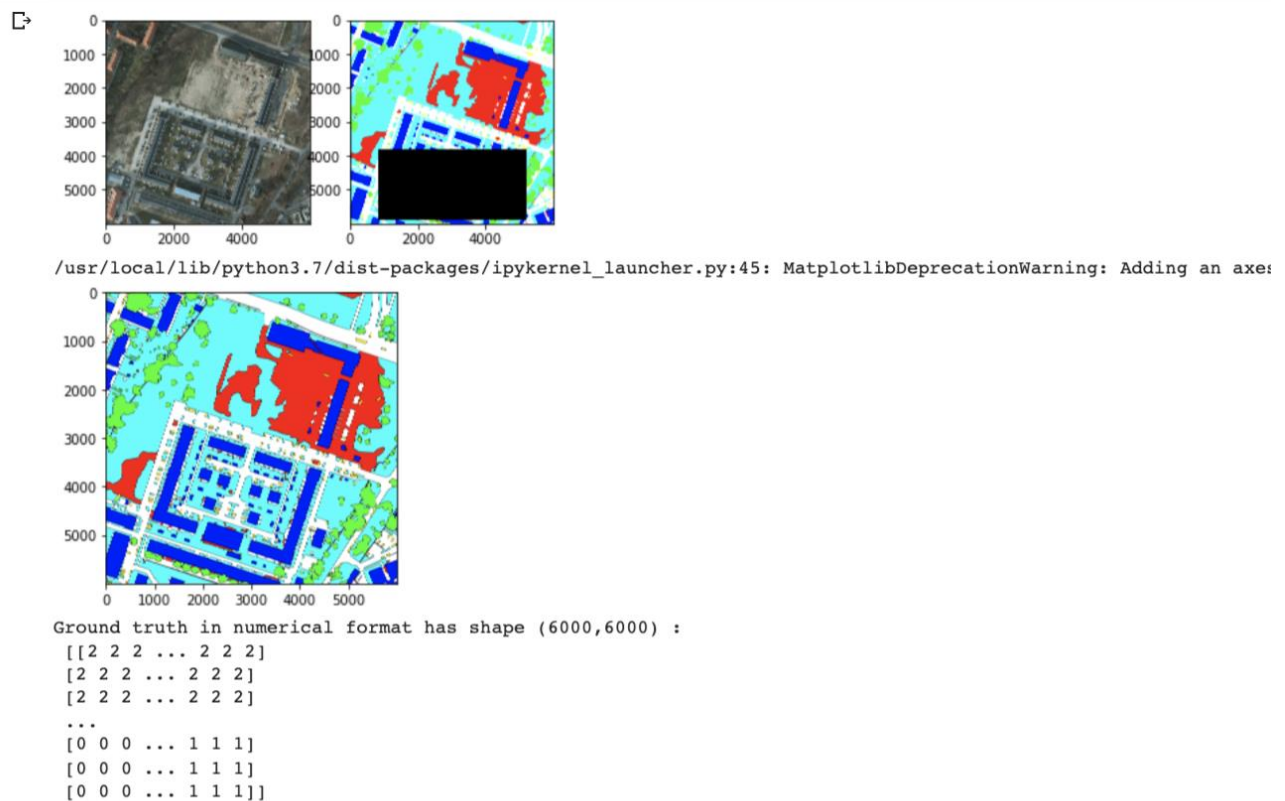 0 0
1000 1000
2000 2000
3000 3000
4000 4000
5000 5000
0 2000 4000 0 2000 4000
/usr/local/lib/python3.7/dist-packages/ipykernel_launcher.py:45: MatplotlibDeprecationWarning: Adding an axes
0
1000
2000
3000
4000
5000
0 1000 2000 3000 4000 5000
Ground truth in numerical format has shape (6000,6000) :
[[2 2 2 ... 2 2 2]
[2 2 2 ... 2 2 2]
[2 2 2 ... 2 2 2]
...
[0 0 0 ... 1 1 1]
[0 0 0 ... 1 1 1]
[0 0 0 ... 1 1 1]]